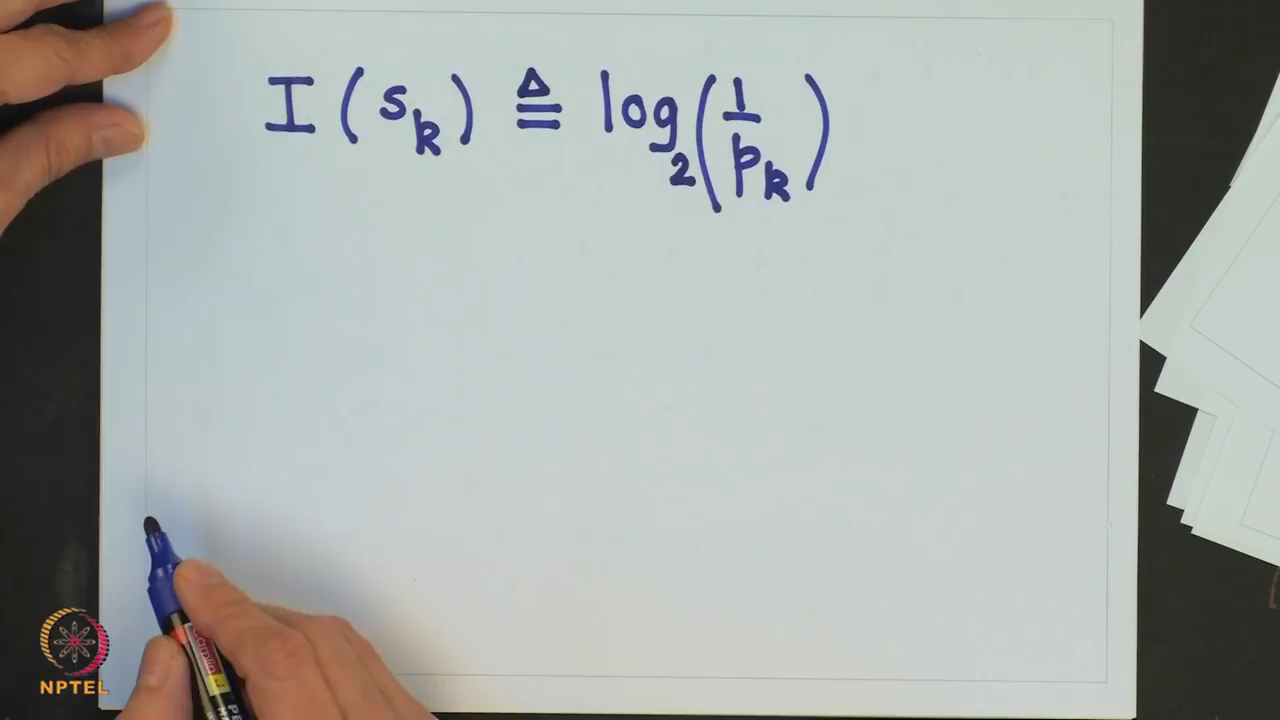 I(s_k) ≜ log_2(1/p_k)
NPTEL